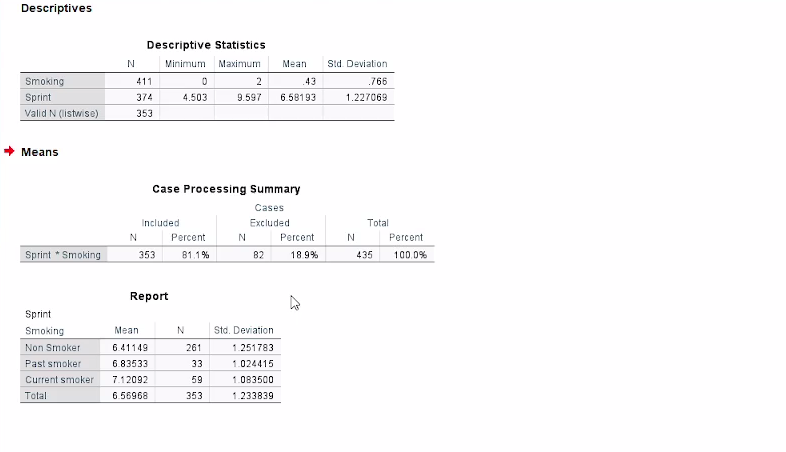 Descriptives
Descriptive Statistics
N Minimum Maximum Mean Std. Deviation
Smoking 411 0 2 .43 .766
Sprint 374 4.503 9.597 6.58193 1.227069
Valid N (listwise) 353
Means
Case Processing Summary
Cases
Included Excluded Total
N Percent N Percent N Percent
Sprint * Smoking 353 81.1% 82 18.9% 435 100.0%
Report
Sprint
Smoking Mean N Std. Deviation
Non Smoker 6.41149 261 1.251783
Past smoker 6.83533 33 1.024415
Current smoker 7.12092 59 1.083500
Total 6.56968 353 1.233839